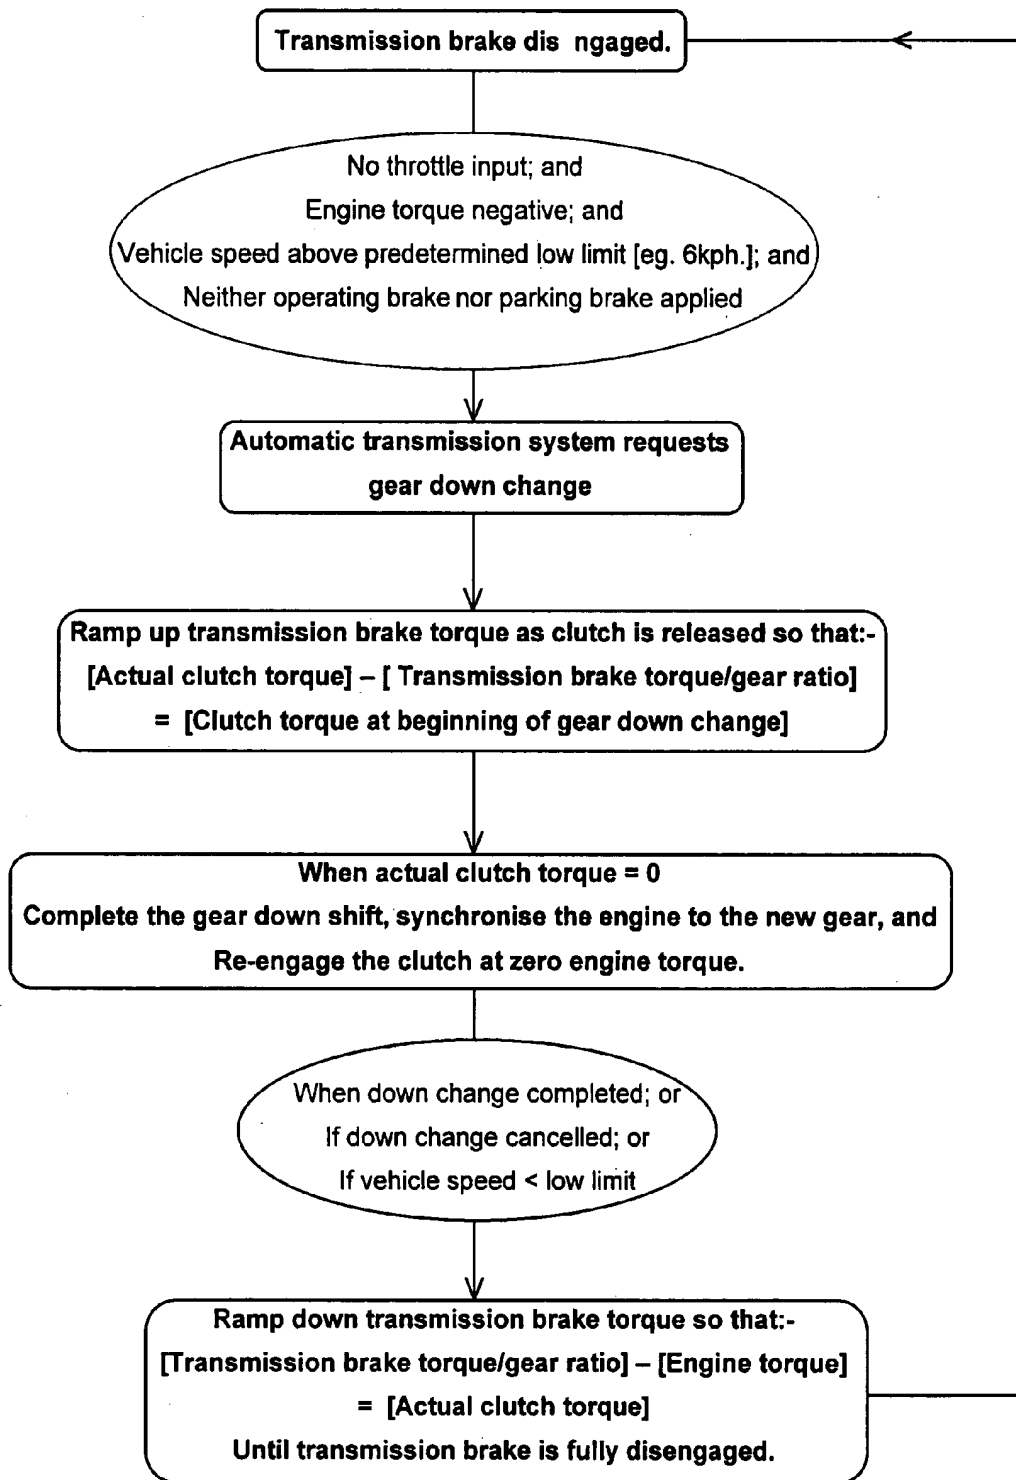 Transmission brake dis ngaged.
No throttle input; and
Engine torque negative; and
Vehicle speed above predetermined low limit [eg. 6kph.]; and
Neither operating brake nor parking brake applied
Automatic transmission system requests
gear down change
Ramp up transmission brake torque as clutch is released so that:-
[Actual clutch torque] – [ Transmission brake torque/gear ratio]
= [Clutch torque at beginning of gear down change]
When actual clutch torque = 0
Complete the gear down shift, synchronise the engine to the new gear, and
Re-engage the clutch at zero engine torque.
When down change completed; or
If down change cancelled; or
If vehicle speed < low limit
Ramp down transmission brake torque so that:-
[Transmission brake torque/gear ratio] – [Engine torque]
= [Actual clutch torque]
Until transmission brake is fully disengaged.